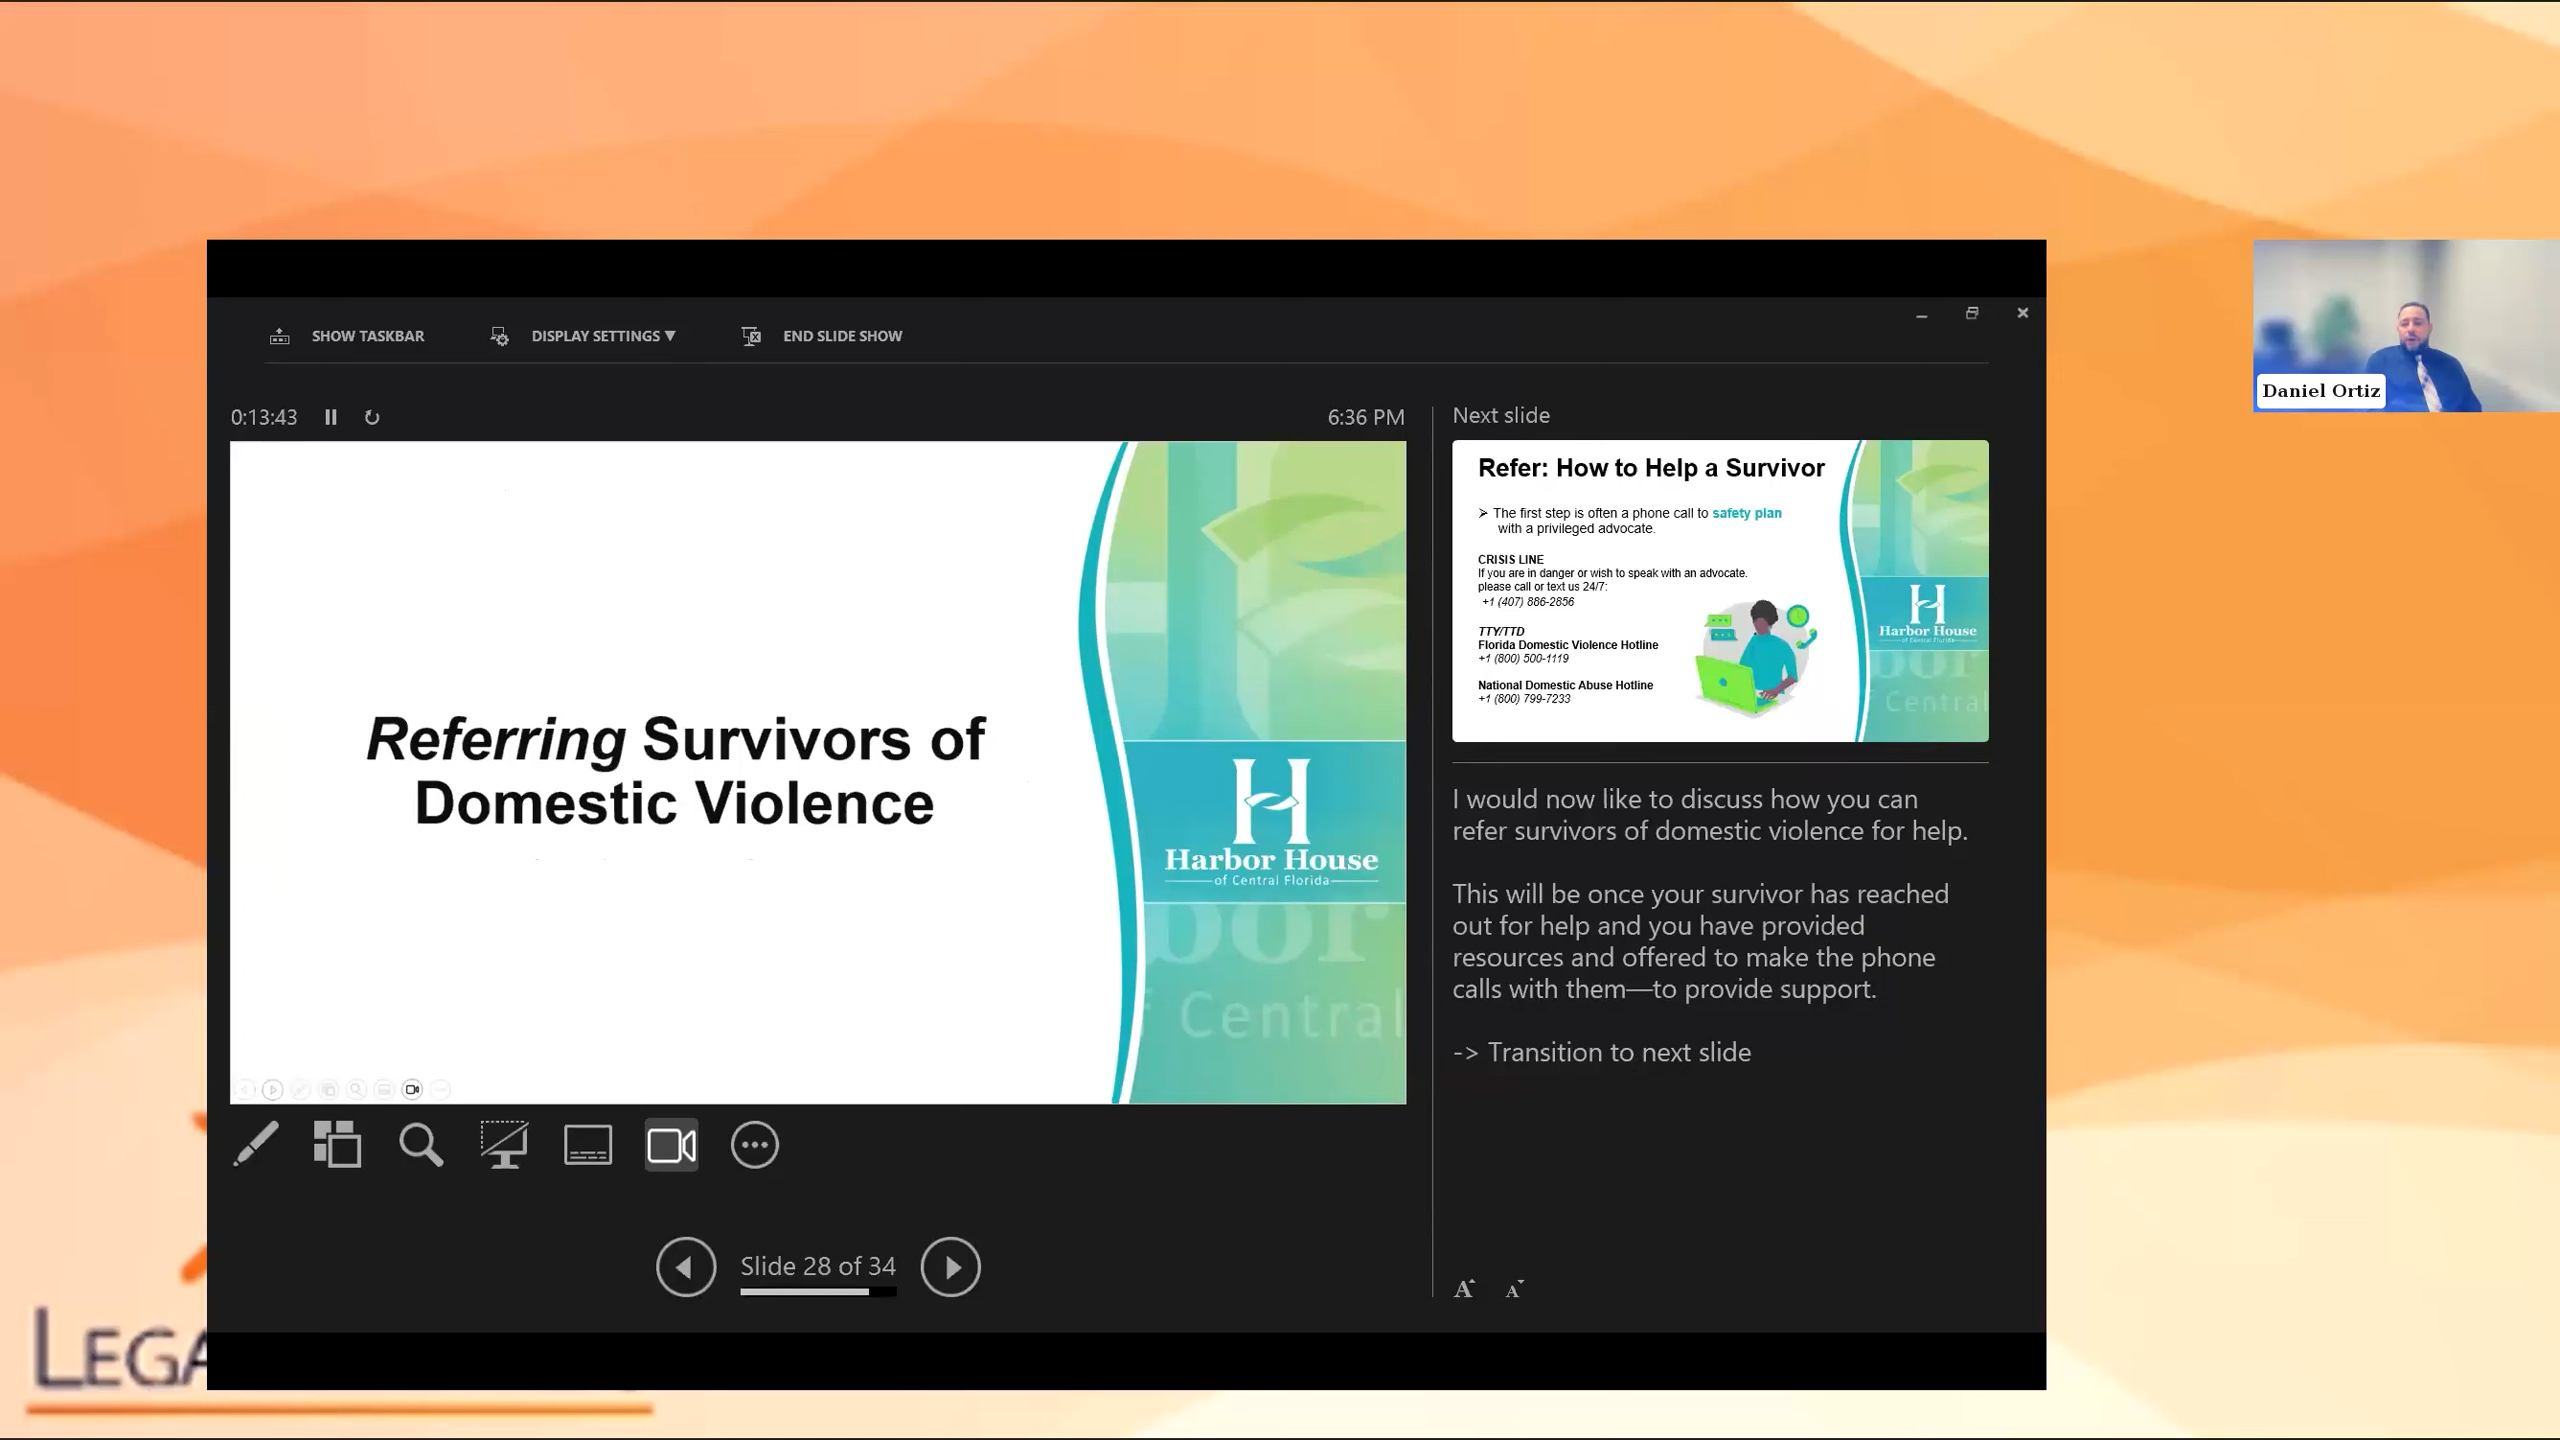 SHOW TASKBAR
DISPLAY SETTINGS ▼
END SLIDE SHOW
0:13:43
6:36 PM
Referring Survivors of
Domestic Violence
H
Harbor House
of Central Florida
bor
f Central
Slide 28 of 34
Next slide
Refer: How to Help a Survivor
➢ The first step is often a phone call to safety plan
with a privileged advocate.
CRISIS LINE
If you are in danger or wish to speak with an advocate.
please call or text us 24/7:
+1 (407) 886-2856
TTY/TTD
Florida Domestic Violence Hotline
+1 (800) 500-1119
National Domestic Abuse Hotline
+1 (800) 799-7233
H
Harbor House
of Central Florida
bor
f Central
I would now like to discuss how you can
refer survivors of domestic violence for help.
This will be once your survivor has reached
out for help and you have provided
resources and offered to make the phone
calls with them—to provide support.
-> Transition to next slide
A A
Daniel Ortiz
LEGA